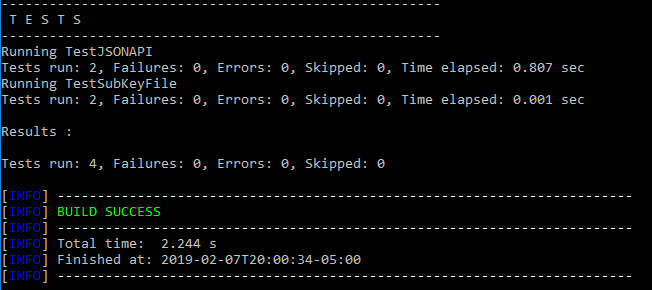 -------------------------------------------------------
 T E S T S
-------------------------------------------------------
Running TestJSONAPI
Tests run: 2, Failures: 0, Errors: 0, Skipped: 0, Time elapsed: 0.807 sec
Running TestSubKeyFile
Tests run: 2, Failures: 0, Errors: 0, Skipped: 0, Time elapsed: 0.001 sec

Results :

Tests run: 4, Failures: 0, Errors: 0, Skipped: 0

[INFO] ------------------------------------------------------------------------
[INFO] BUILD SUCCESS
[INFO] ------------------------------------------------------------------------
[INFO] Total time:  2.244 s
[INFO] Finished at: 2019-02-07T20:00:34-05:00
[INFO] ------------------------------------------------------------------------